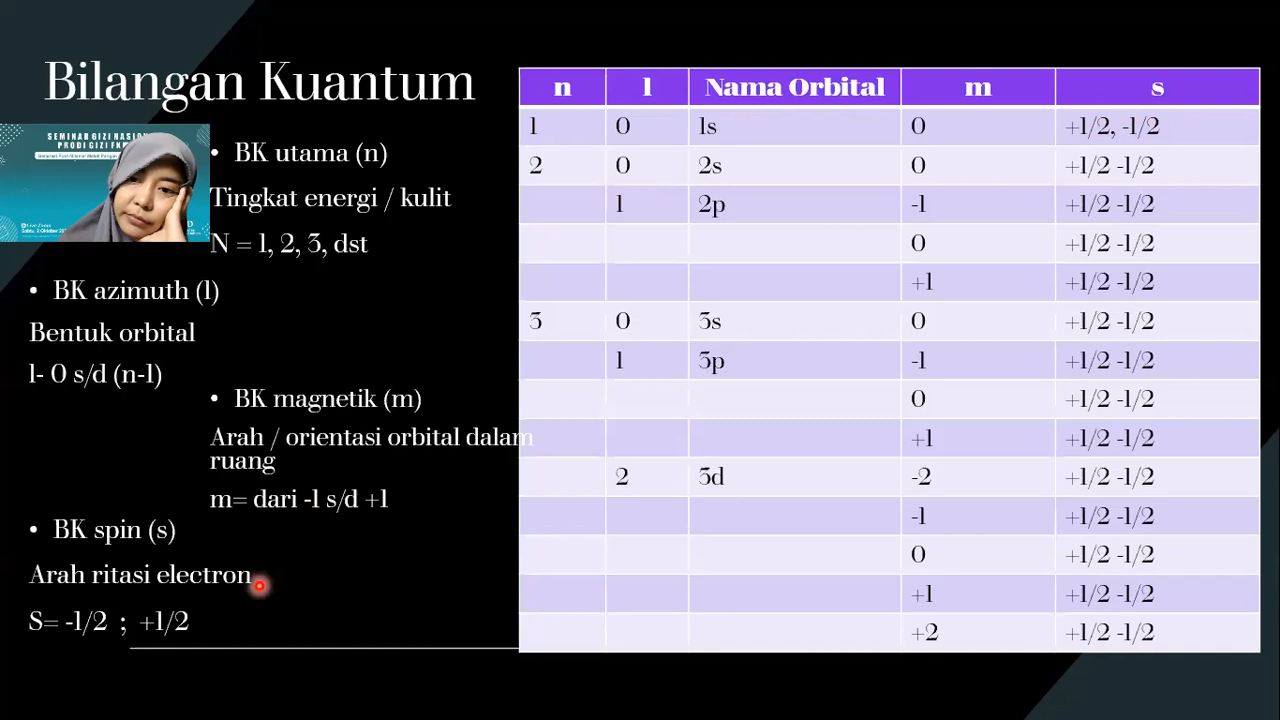 Bilangan Kuantum
SEMINAR GIZI NASION
PRODI GIZI FKM
• BK utama (n)
Tingkat energi / kulit
N = 1, 2, 3, dst
• BK azimuth (l)
Bentuk orbital
l- 0 s/d (n-1)
• BK magnetik (m)
Arah / orientasi orbital dalam
ruang
m= dari -l s/d +l
• BK spin (s)
Arah ritasi electron
S= -1/2 ; +1/2
n l Nama Orbital m s
1 0 1s 0 +1/2, -1/2
2 0 2s 0 +1/2 -1/2
1 2p -1 +1/2 -1/2
0 +1/2 -1/2
+1 +1/2 -1/2
3 0 3s 0 +1/2 -1/2
1 3p -1 +1/2 -1/2
0 +1/2 -1/2
+1 +1/2 -1/2
2 3d -2 +1/2 -1/2
-1 +1/2 -1/2
0 +1/2 -1/2
+1 +1/2 -1/2
+2 +1/2 -1/2